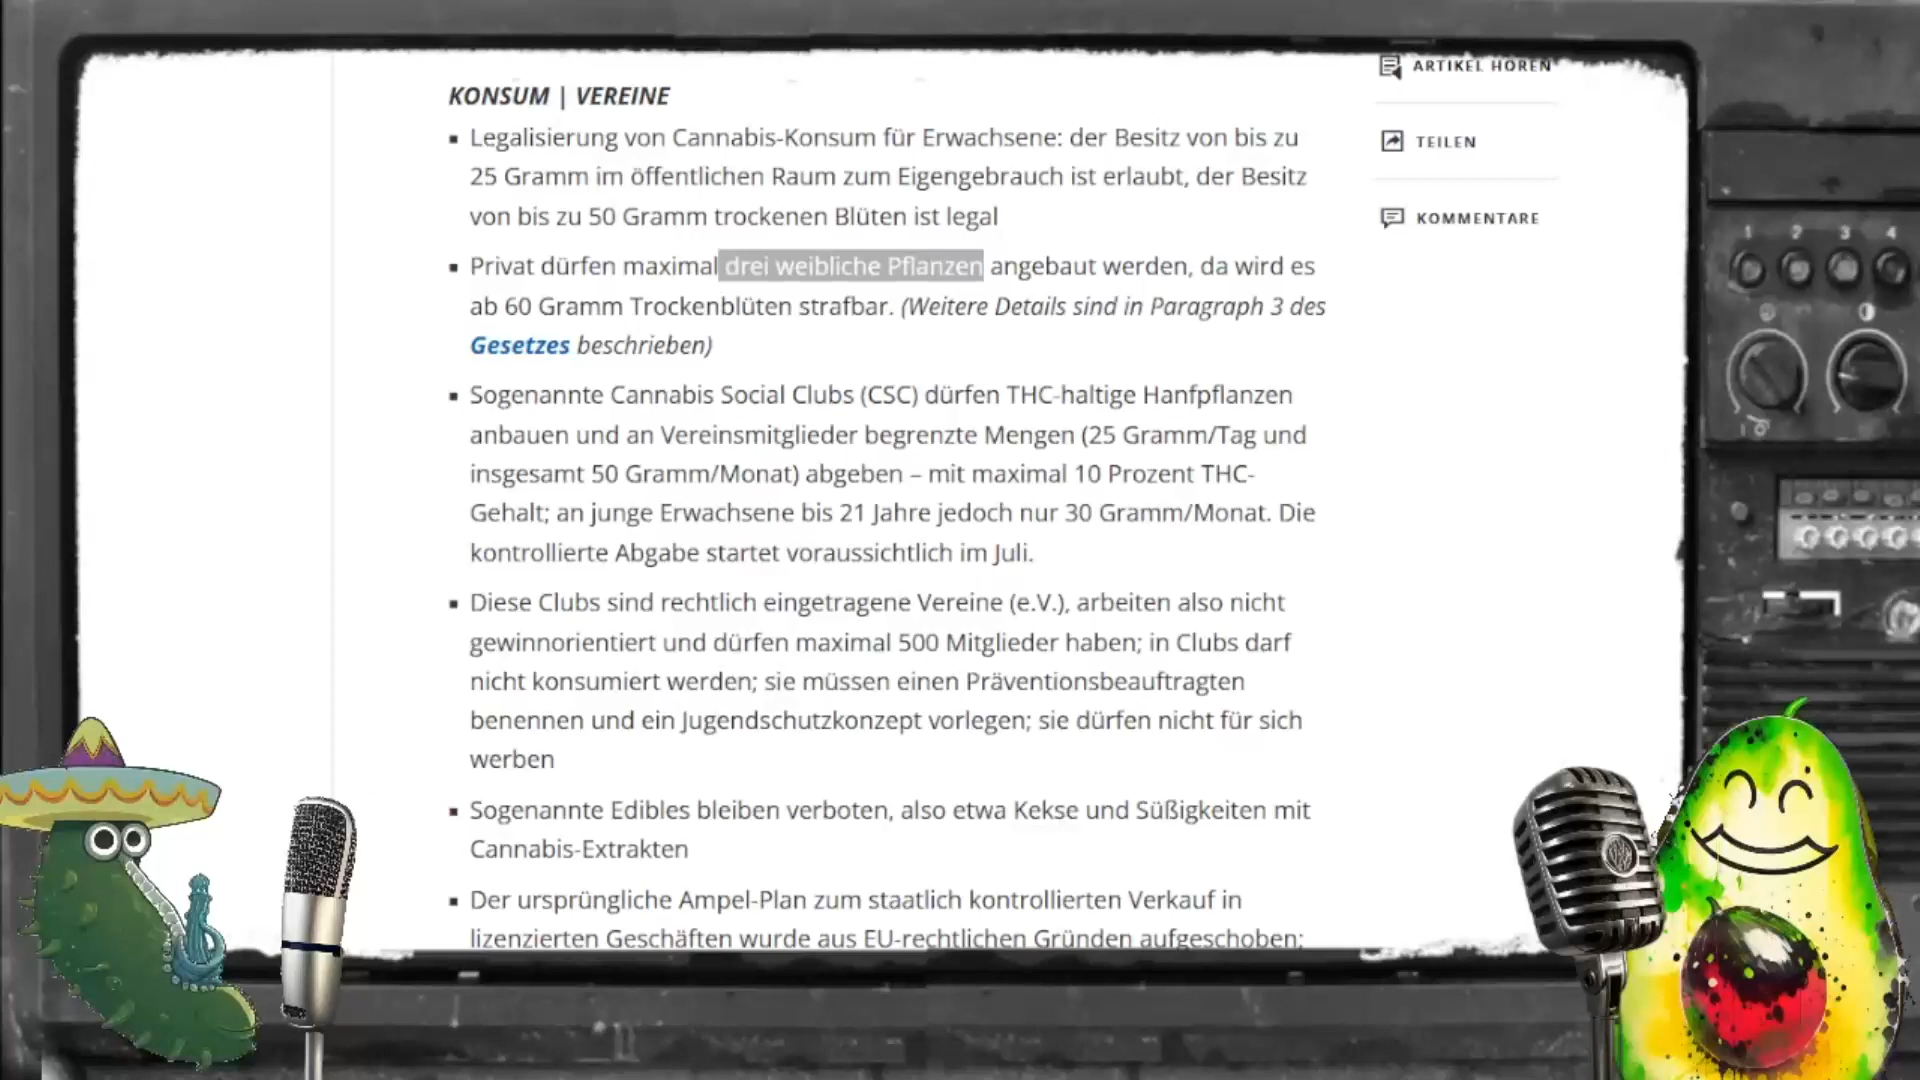 KONSUM | VEREINE
▪ Legalisierung von Cannabis-Konsum für Erwachsene: der Besitz von bis zu
25 Gramm im öffentlichen Raum zum Eigengebrauch ist erlaubt, der Besitz
von bis zu 50 Gramm trockenen Blüten ist legal
▪ Privat dürfen maximal drei weibliche Pflanzen angebaut werden, da wird es
ab 60 Gramm Trockenblüten strafbar. (Weitere Details sind in Paragraph 3 des
Gesetzes beschrieben)
▪ Sogenannte Cannabis Social Clubs (CSC) dürfen THC-haltige Hanfpflanzen
anbauen und an Vereinsmitglieder begrenzte Mengen (25 Gramm/Tag und
insgesamt 50 Gramm/Monat) abgeben – mit maximal 10 Prozent THC-
Gehalt; an junge Erwachsene bis 21 Jahre jedoch nur 30 Gramm/Monat. Die
kontrollierte Abgabe startet voraussichtlich im Juli.
▪ Diese Clubs sind rechtlich eingetragene Vereine (e.V.), arbeiten also nicht
gewinnorientiert und dürfen maximal 500 Mitglieder haben; in Clubs darf
nicht konsumiert werden; sie müssen einen Präventionsbeauftragten
benennen und ein Jugendschutzkonzept vorlegen; sie dürfen nicht für sich
werben
▪ Sogenannte Edibles bleiben verboten, also etwa Kekse und Süßigkeiten mit
Cannabis-Extrakten
▪ Der ursprüngliche Ampel-Plan zum staatlich kontrollierten Verkauf in
lizenzierten Geschäften wurde aus EU-rechtlichen Gründen aufgeschoben;
ARTIKEL HÖREN
TEILEN
KOMMENTARE
1 2 3 4